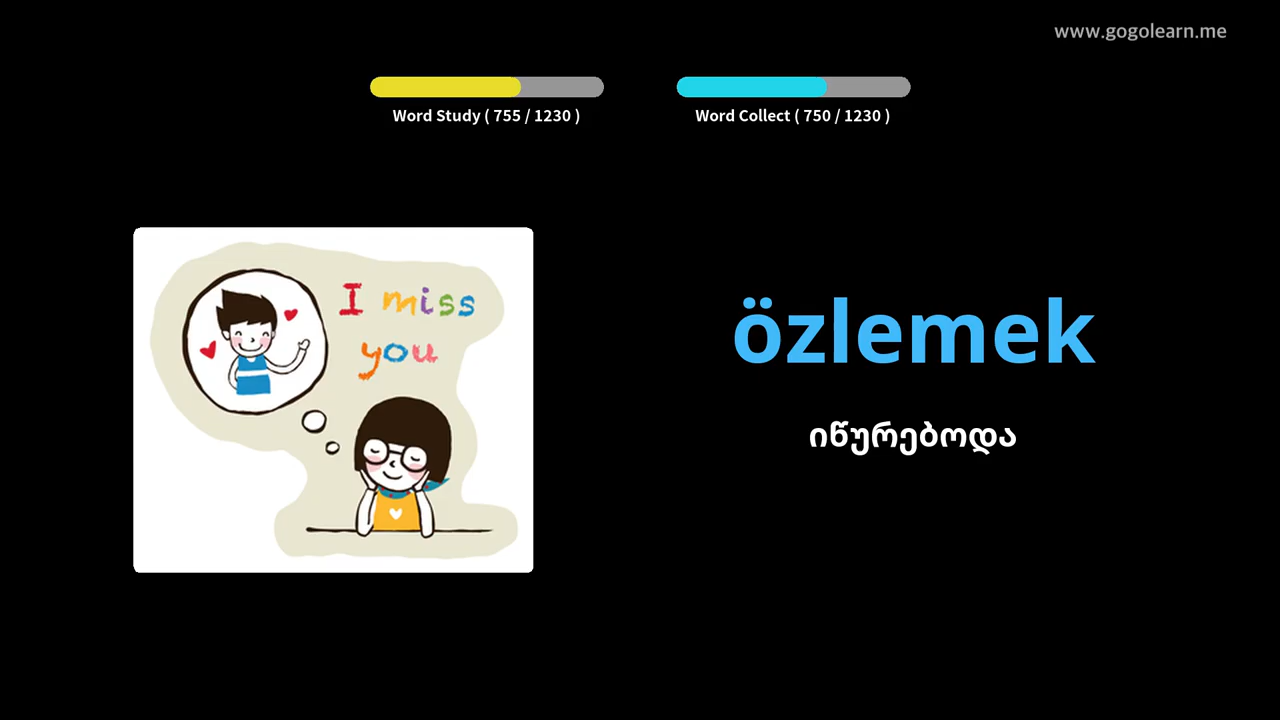 www.gogolearn.me
Word Study ( 755 / 1230 )
Word Collect ( 750 / 1230 )
I miss
you
özlemek
იწურებოდა